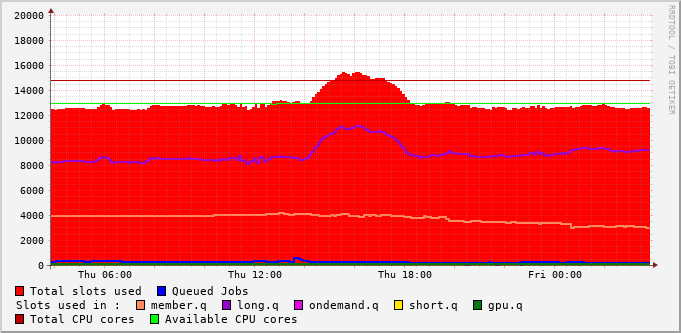 RRDTOOL / TOBI OETIKER
20000
18000
16000
14000
12000
10000
8000
6000
4000
2000
0
Thu 06:00 Thu 12:00 Thu 18:00 Fri 00:00
Total slots used Queued Jobs
Slots used in : member.q long.q ondemand.q short.q gpu.q
Total CPU cores Available CPU cores